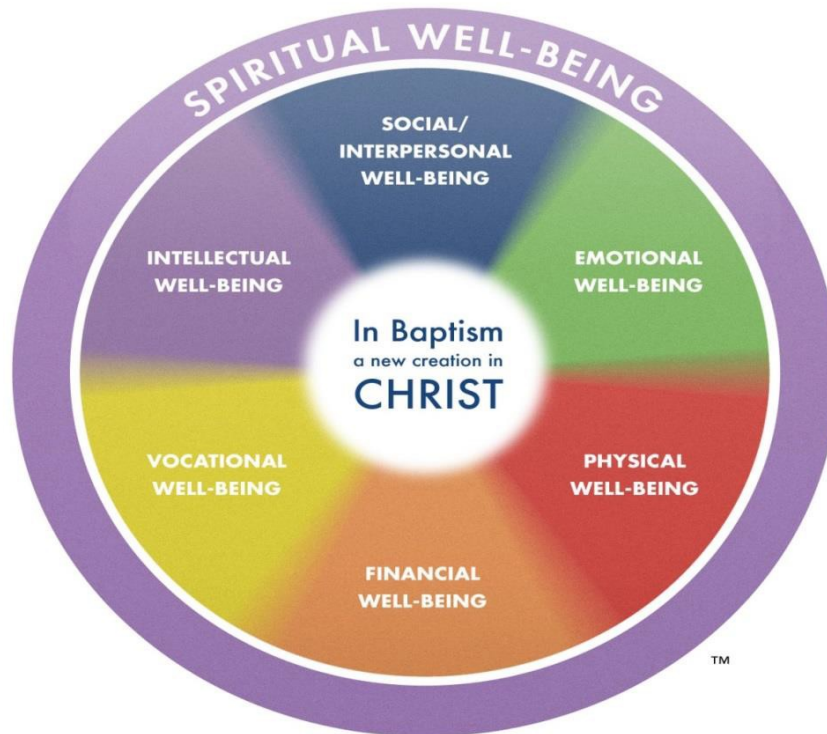 SPIRITUAL WELL-BEING
SOCIAL/
INTERPERSONAL
WELL-BEING
INTELLECTUAL
WELL-BEING
EMOTIONAL
WELL-BEING
In Baptism
a new creation in
CHRIST
VOCATIONAL
WELL-BEING
PHYSICAL
WELL-BEING
FINANCIAL
WELL-BEING
TM